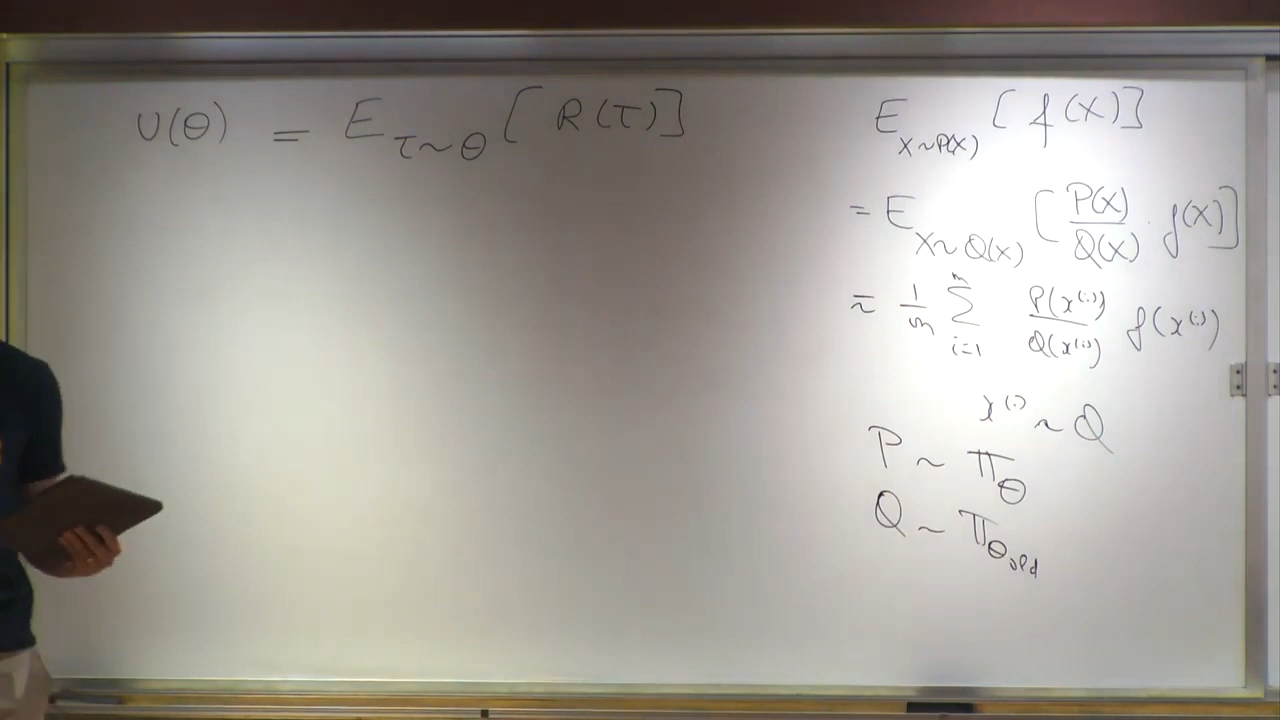 U(θ) = E_{τ~θ} [ R(τ) ]
E_{x~P(x)} [ f(x) ]
= E_{x~Q(x)} [ P(x)/Q(x) · f(x) ]
≈ 1/m Σ_{i=1}^{m} P(x^{(i)})/Q(x^{(i)}) f(x^{(i)})
x^{(i)} ~ Q
P ~ π_θ
Q ~ π_{θ_old}